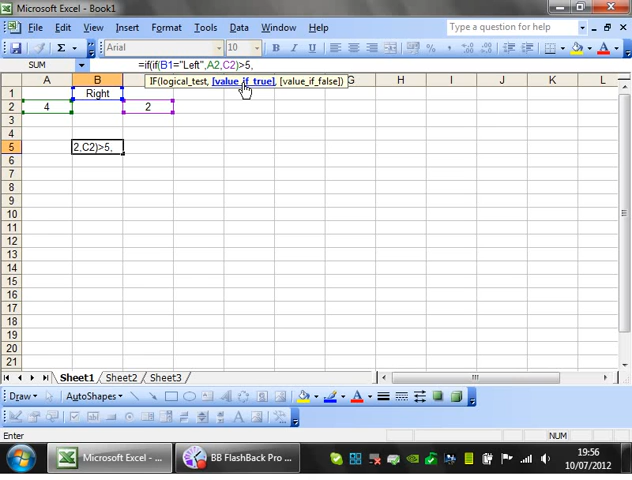 Microsoft Excel - Book1
File Edit View Insert Format Tools Data Window Help
Type a question for help
Σ Arial 10 B I U
SUM =if(if(B1="Left",A2,C2)>5,
IF(logical_test, [value_if_true], [value_if_false])
A B G H I J K L
1 Right
2 4 2
3
4
5 2,C2)>5,
6
7
8
9
10
11
12
13
14
15
16
17
18
19
20
21
Sheet1 Sheet2 Sheet3
Draw AutoShapes
Enter NUM
Microsoft Excel - ... BB FlashBack Pro ... 19:56
10/07/2012